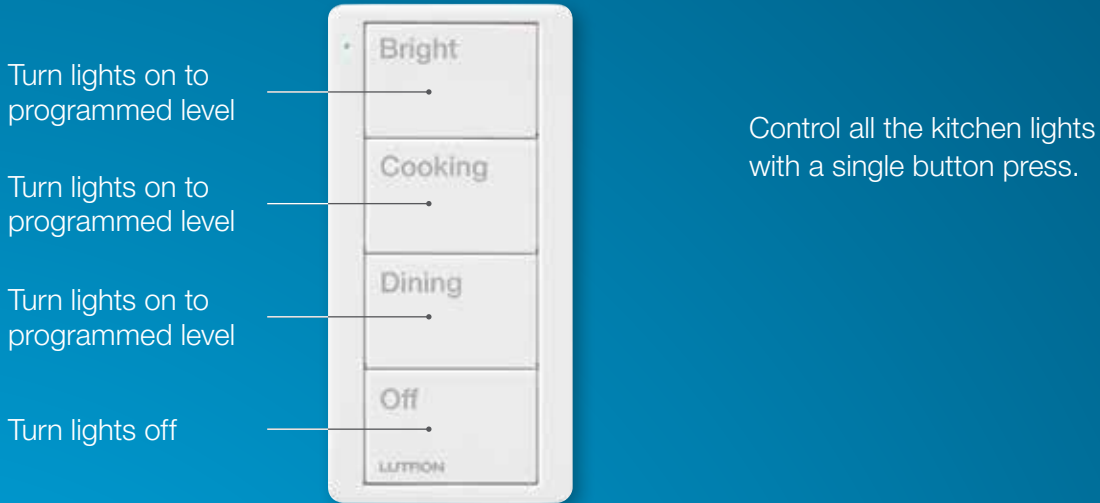 Turn lights on to
programmed level
Turn lights on to
programmed level
Turn lights on to
programmed level
Turn lights off
Bright
Cooking
Dining
Off
LUTRON
Control all the kitchen lights
with a single button press.